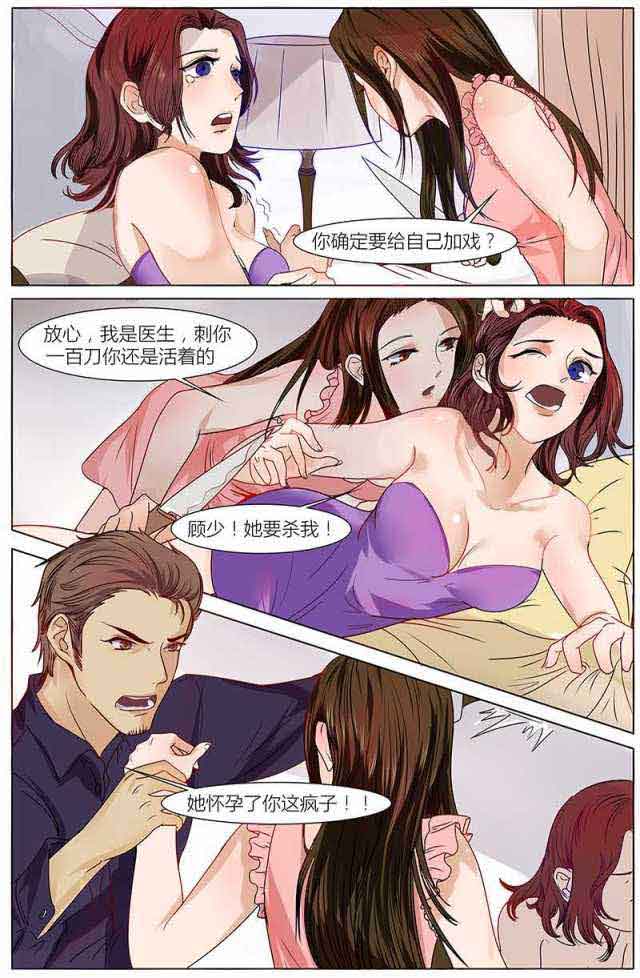 你确定要给自己加戏？
放心，我是医生，刺你
一百刀你还是活着的
顾少！她要杀我！
她怀孕了你这疯子！！